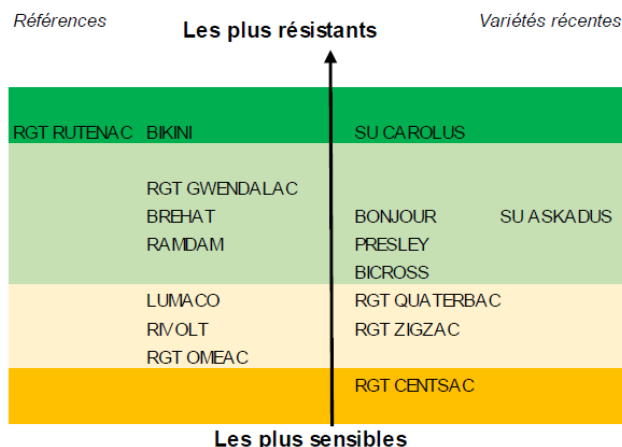 Références Les plus résistants Variétés récentes
RGT RUTENAC BIKINI SU CAROLUS
RGT GWENDALAC
BREHAT BONJOUR SU ASKADUS
RAMDAM PRESLEY
BICROSS
LUMACO RGT QUATERBAC
RIVOLT RGT ZIGZAC
RGT OMEAC
RGT CENTSAC
Les plus sensibles